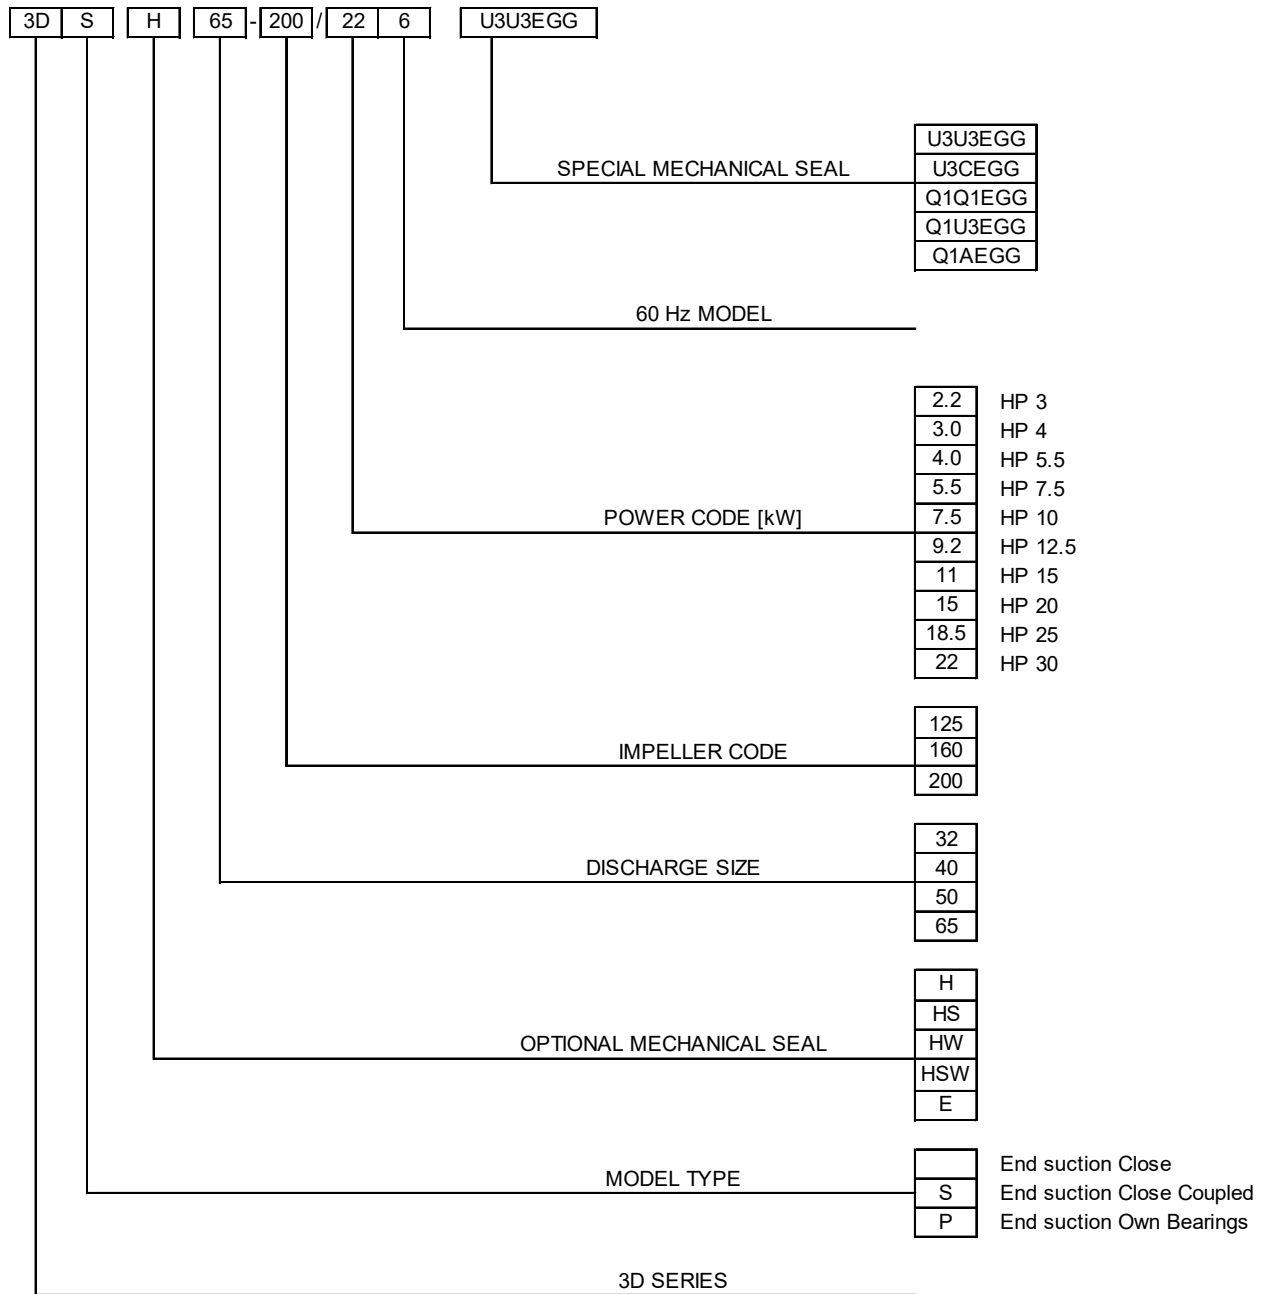 3D S H 65 - 200 / 22 6 U3U3EGG
U3U3EGG
SPECIAL MECHANICAL SEAL U3CEGG
Q1Q1EGG
Q1U3EGG
Q1AEGG
60 Hz MODEL
2.2 HP 3
3.0 HP 4
4.0 HP 5.5
5.5 HP 7.5
POWER CODE [kW] 7.5 HP 10
9.2 HP 12.5
11 HP 15
15 HP 20
18.5 HP 25
22 HP 30
125
IMPELLER CODE 160
200
32
DISCHARGE SIZE 40
50
65
H
HS
OPTIONAL MECHANICAL SEAL HW
HSW
E
End suction Close
MODEL TYPE S End suction Close Coupled
P End suction Own Bearings
3D SERIES